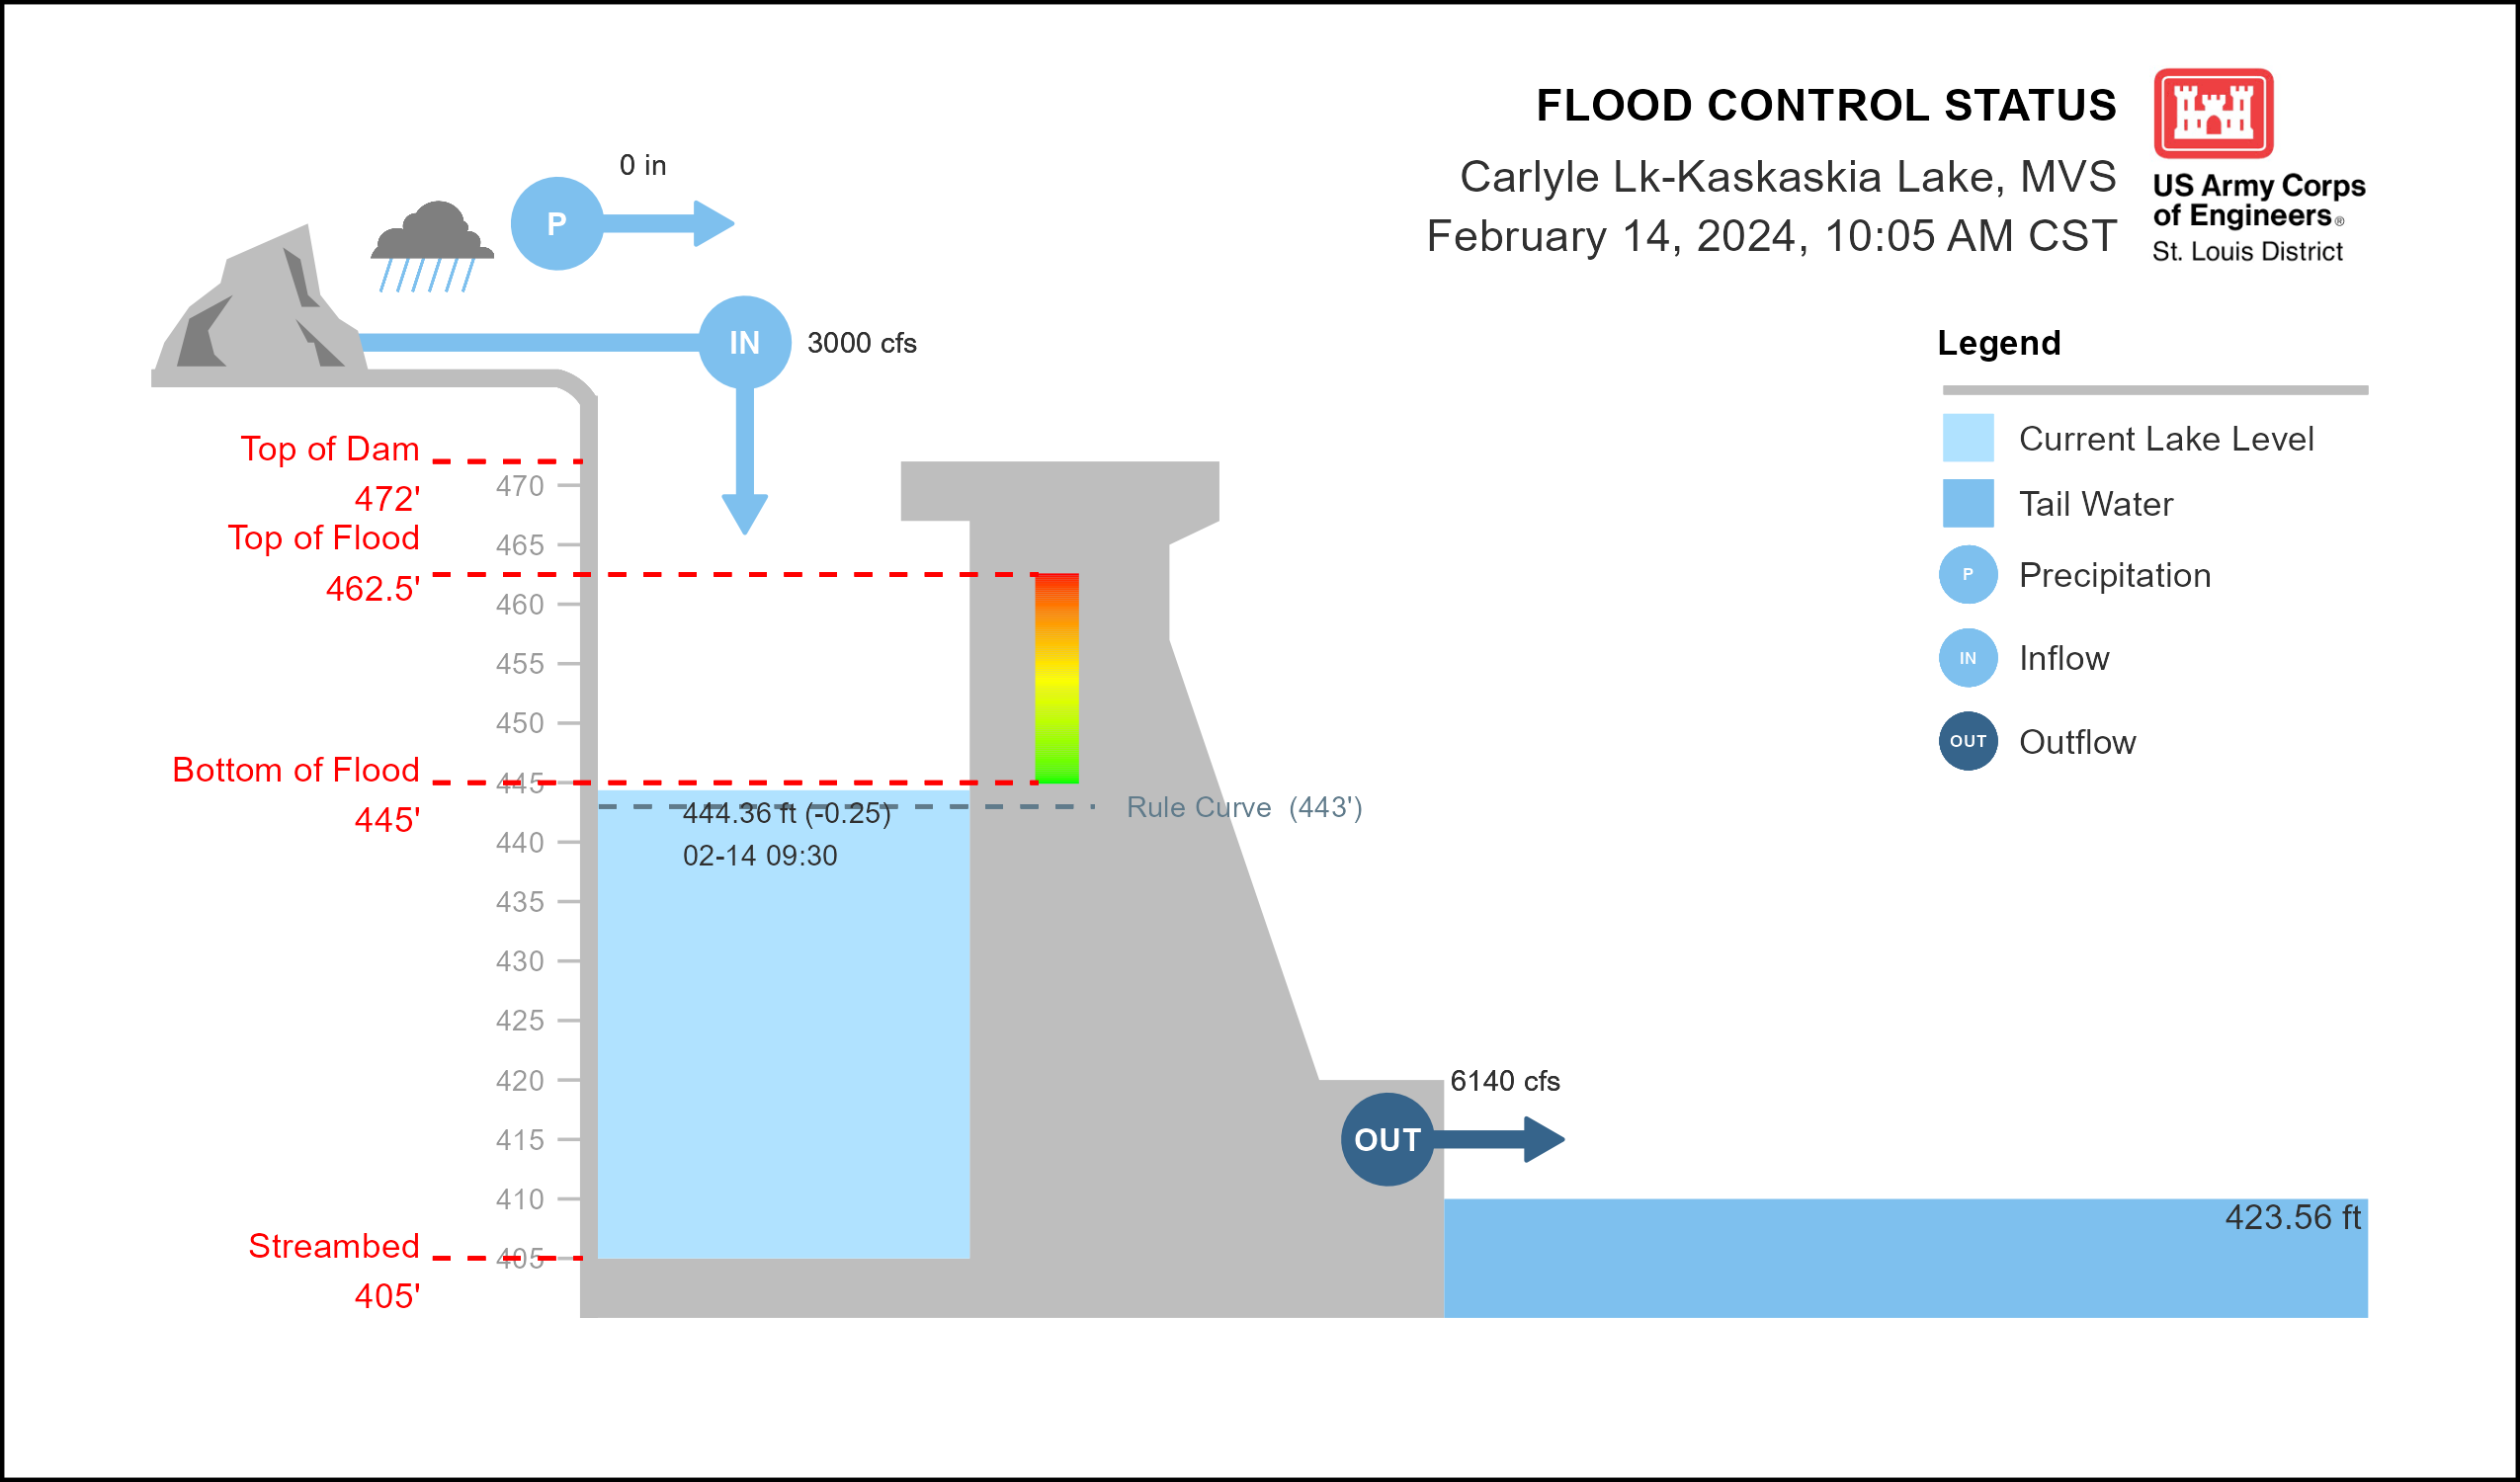 FLOOD CONTROL STATUS
Carlyle Lk-Kaskaskia Lake, MVS
February 14, 2024, 10:05 AM CST
US Army Corps
of Engineers®
St. Louis District
0 in
P
IN
3000 cfs
Legend
Current Lake Level
Tail Water
P Precipitation
IN Inflow
OUT Outflow
Top of Dam
472'
Top of Flood
462.5'
Bottom of Flood
445'
Streambed
405'
470
465
460
455
450
445
440
435
430
425
420
415
410
405
444.36 ft (-0.25)
02-14 09:30
Rule Curve (443')
6140 cfs
OUT
423.56 ft